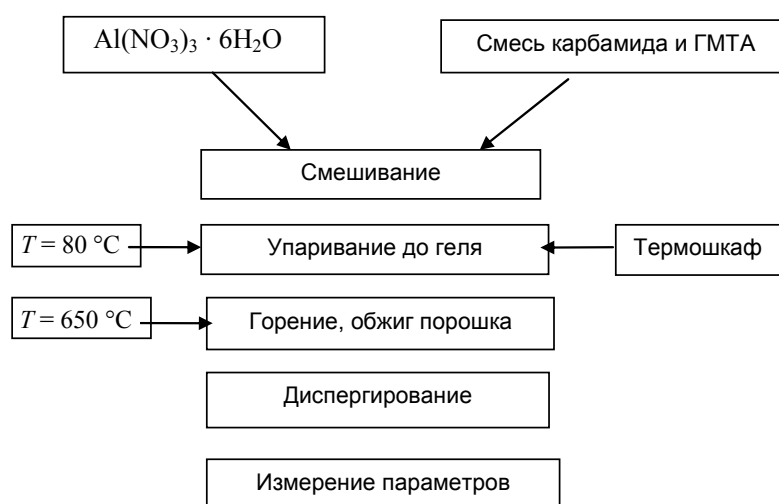 Al(NO₃)₃ · 6H₂O
Смесь карбамида и ГМТА
Смешивание
T = 80 °C
Упаривание до геля
Термошкаф
T = 650 °C
Горение, обжиг порошка
Диспергирование
Измерение параметров